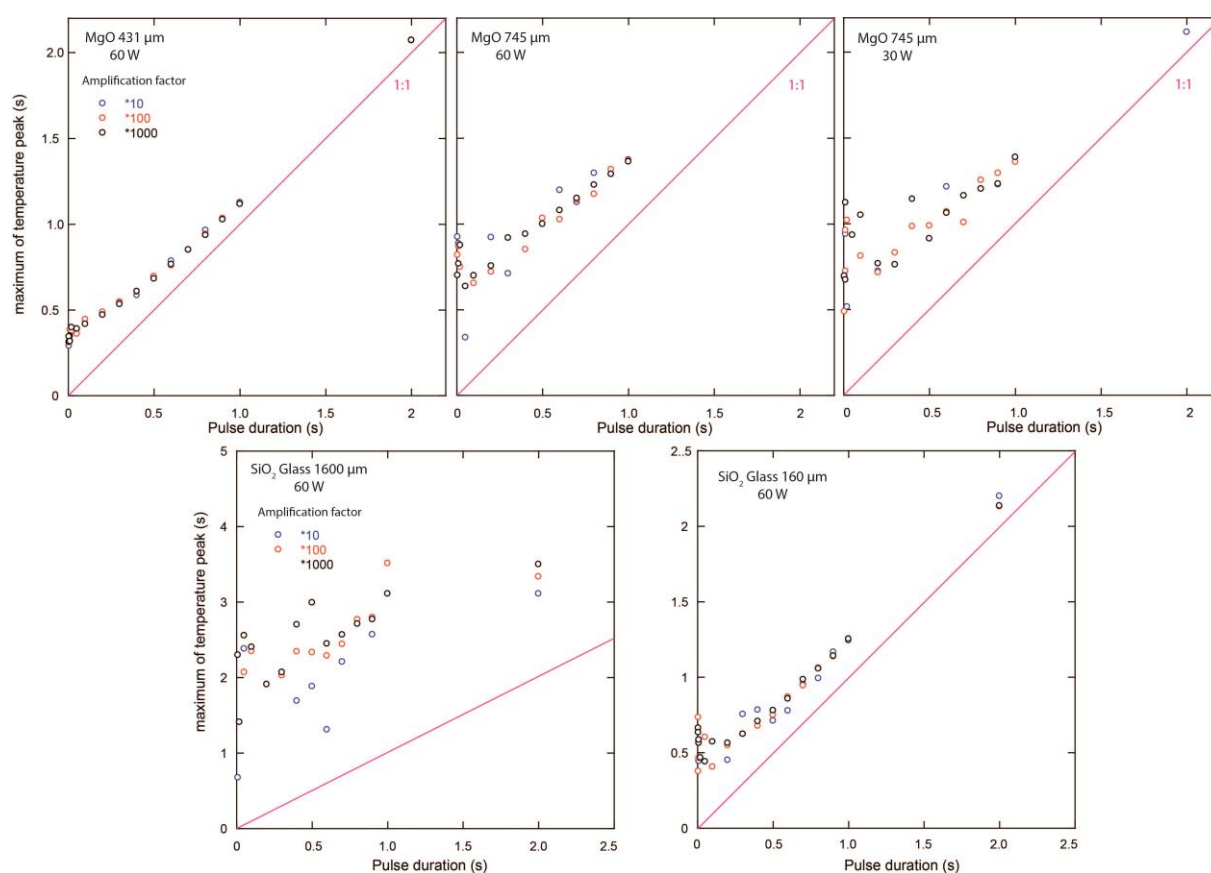 MgO 431 µm
60 W
Amplification factor
*10
*100
*1000
1:1
maximum of temperature peak (s)
2.0
1.5
1.0
0.5
0
0 0.5 1.0 1.5 2
Pulse duration (s)
MgO 745 µm
60 W
1:1
0 0.5 1.0 1.5 2
Pulse duration (s)
MgO 745 µm
30 W
1:1
0 0.5 1.0 1.5 2
Pulse duration (s)
SiO₂ Glass 1600 µm
60 W
Amplification factor
*10
*100
*1000
maximum of temperature peak (s)
5
4
3
2
1
0
0 0.5 1.0 1.5 2.0 2.5
Pulse duration (s)
SiO₂ Glass 160 µm
60 W
2.5
2
1.5
1
0.5
0
0 0.5 1.0 1.5 2.0 2.5
Pulse duration (s)